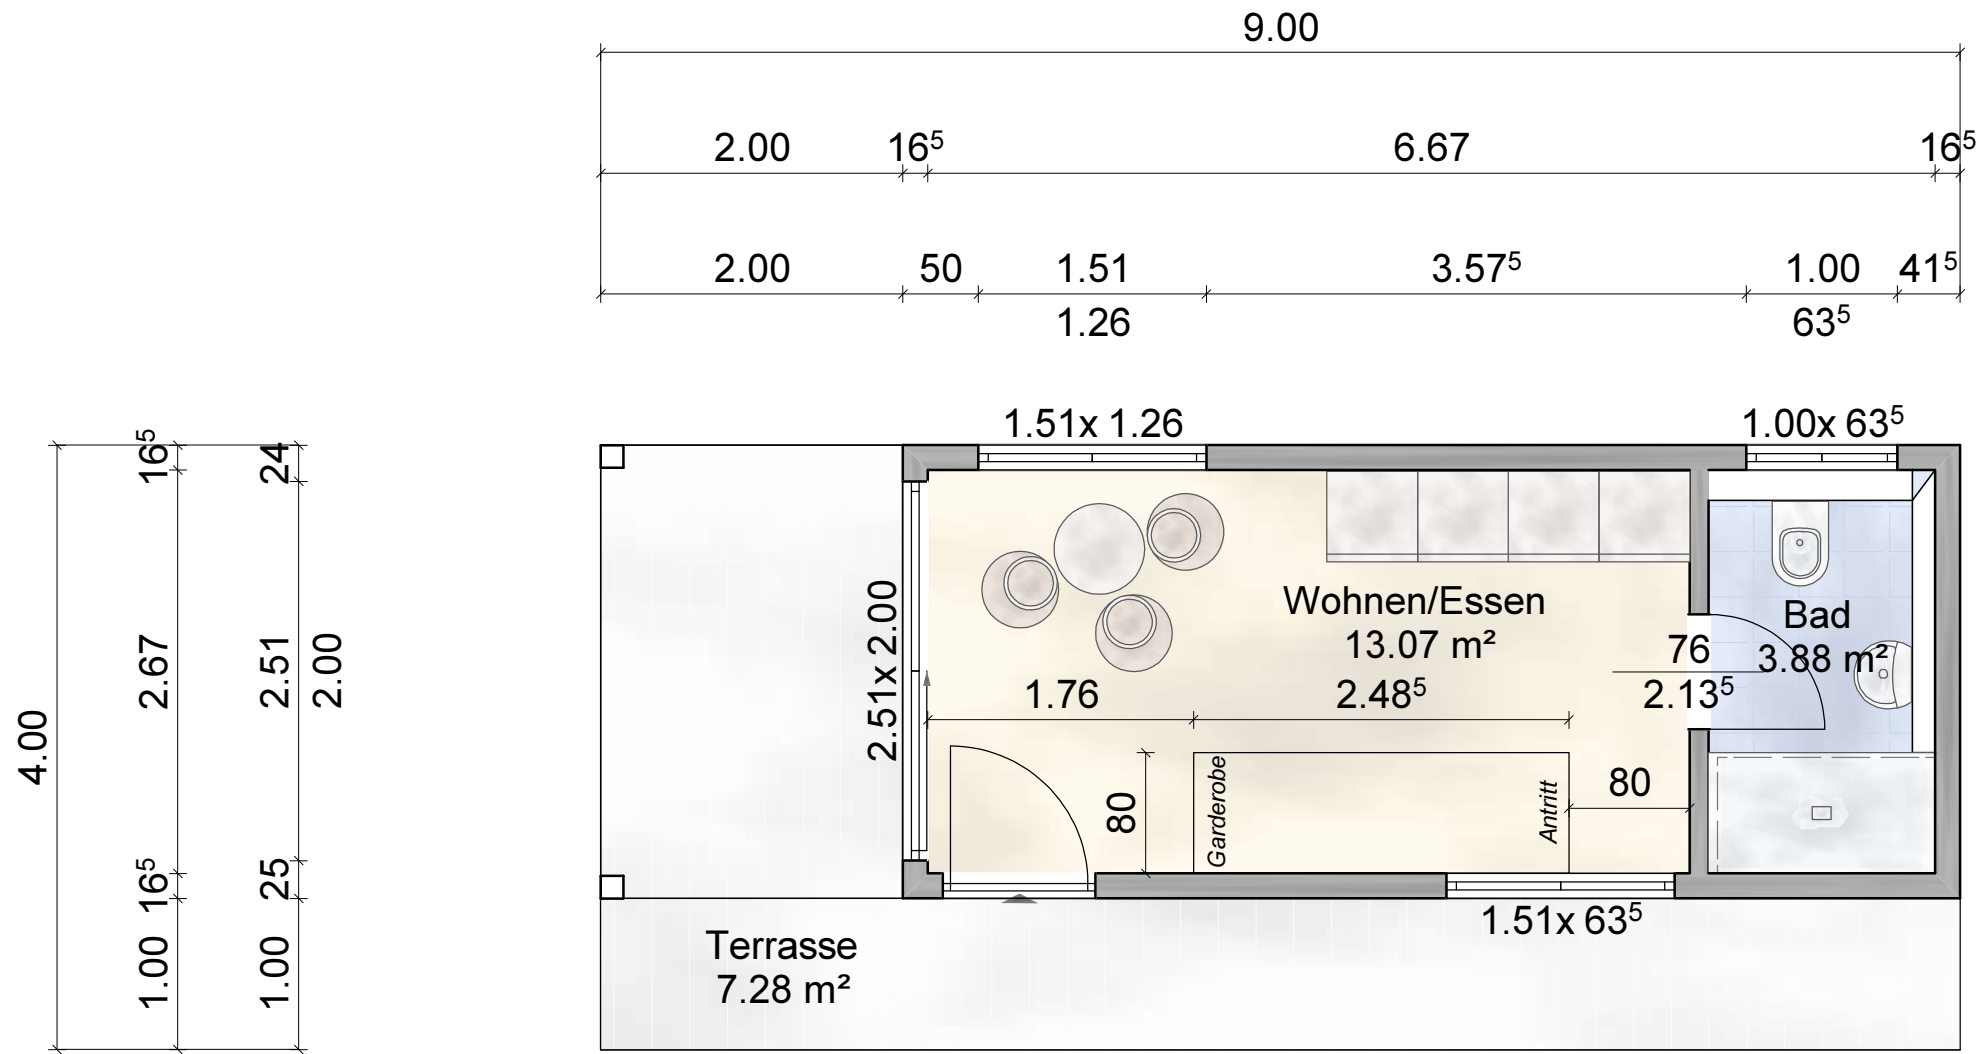 9.00
2.00 16⁵ 6.67 16⁵
2.00 50 1.51 3.57⁵ 1.00 41⁵
1.26 63⁵
1.51x 1.26 1.00x 63⁵
4.00
16⁵ 2.67 16⁵ 1.00
24 2.51 25 1.00
2.00
2.51x 2.00
Wohnen/Essen
13.07 m²
Bad
3.88 m²
76
2.13⁵
1.76 2.48⁵
80
Garderobe
Antritt
80
1.51x 63⁵
Terrasse
7.28 m²